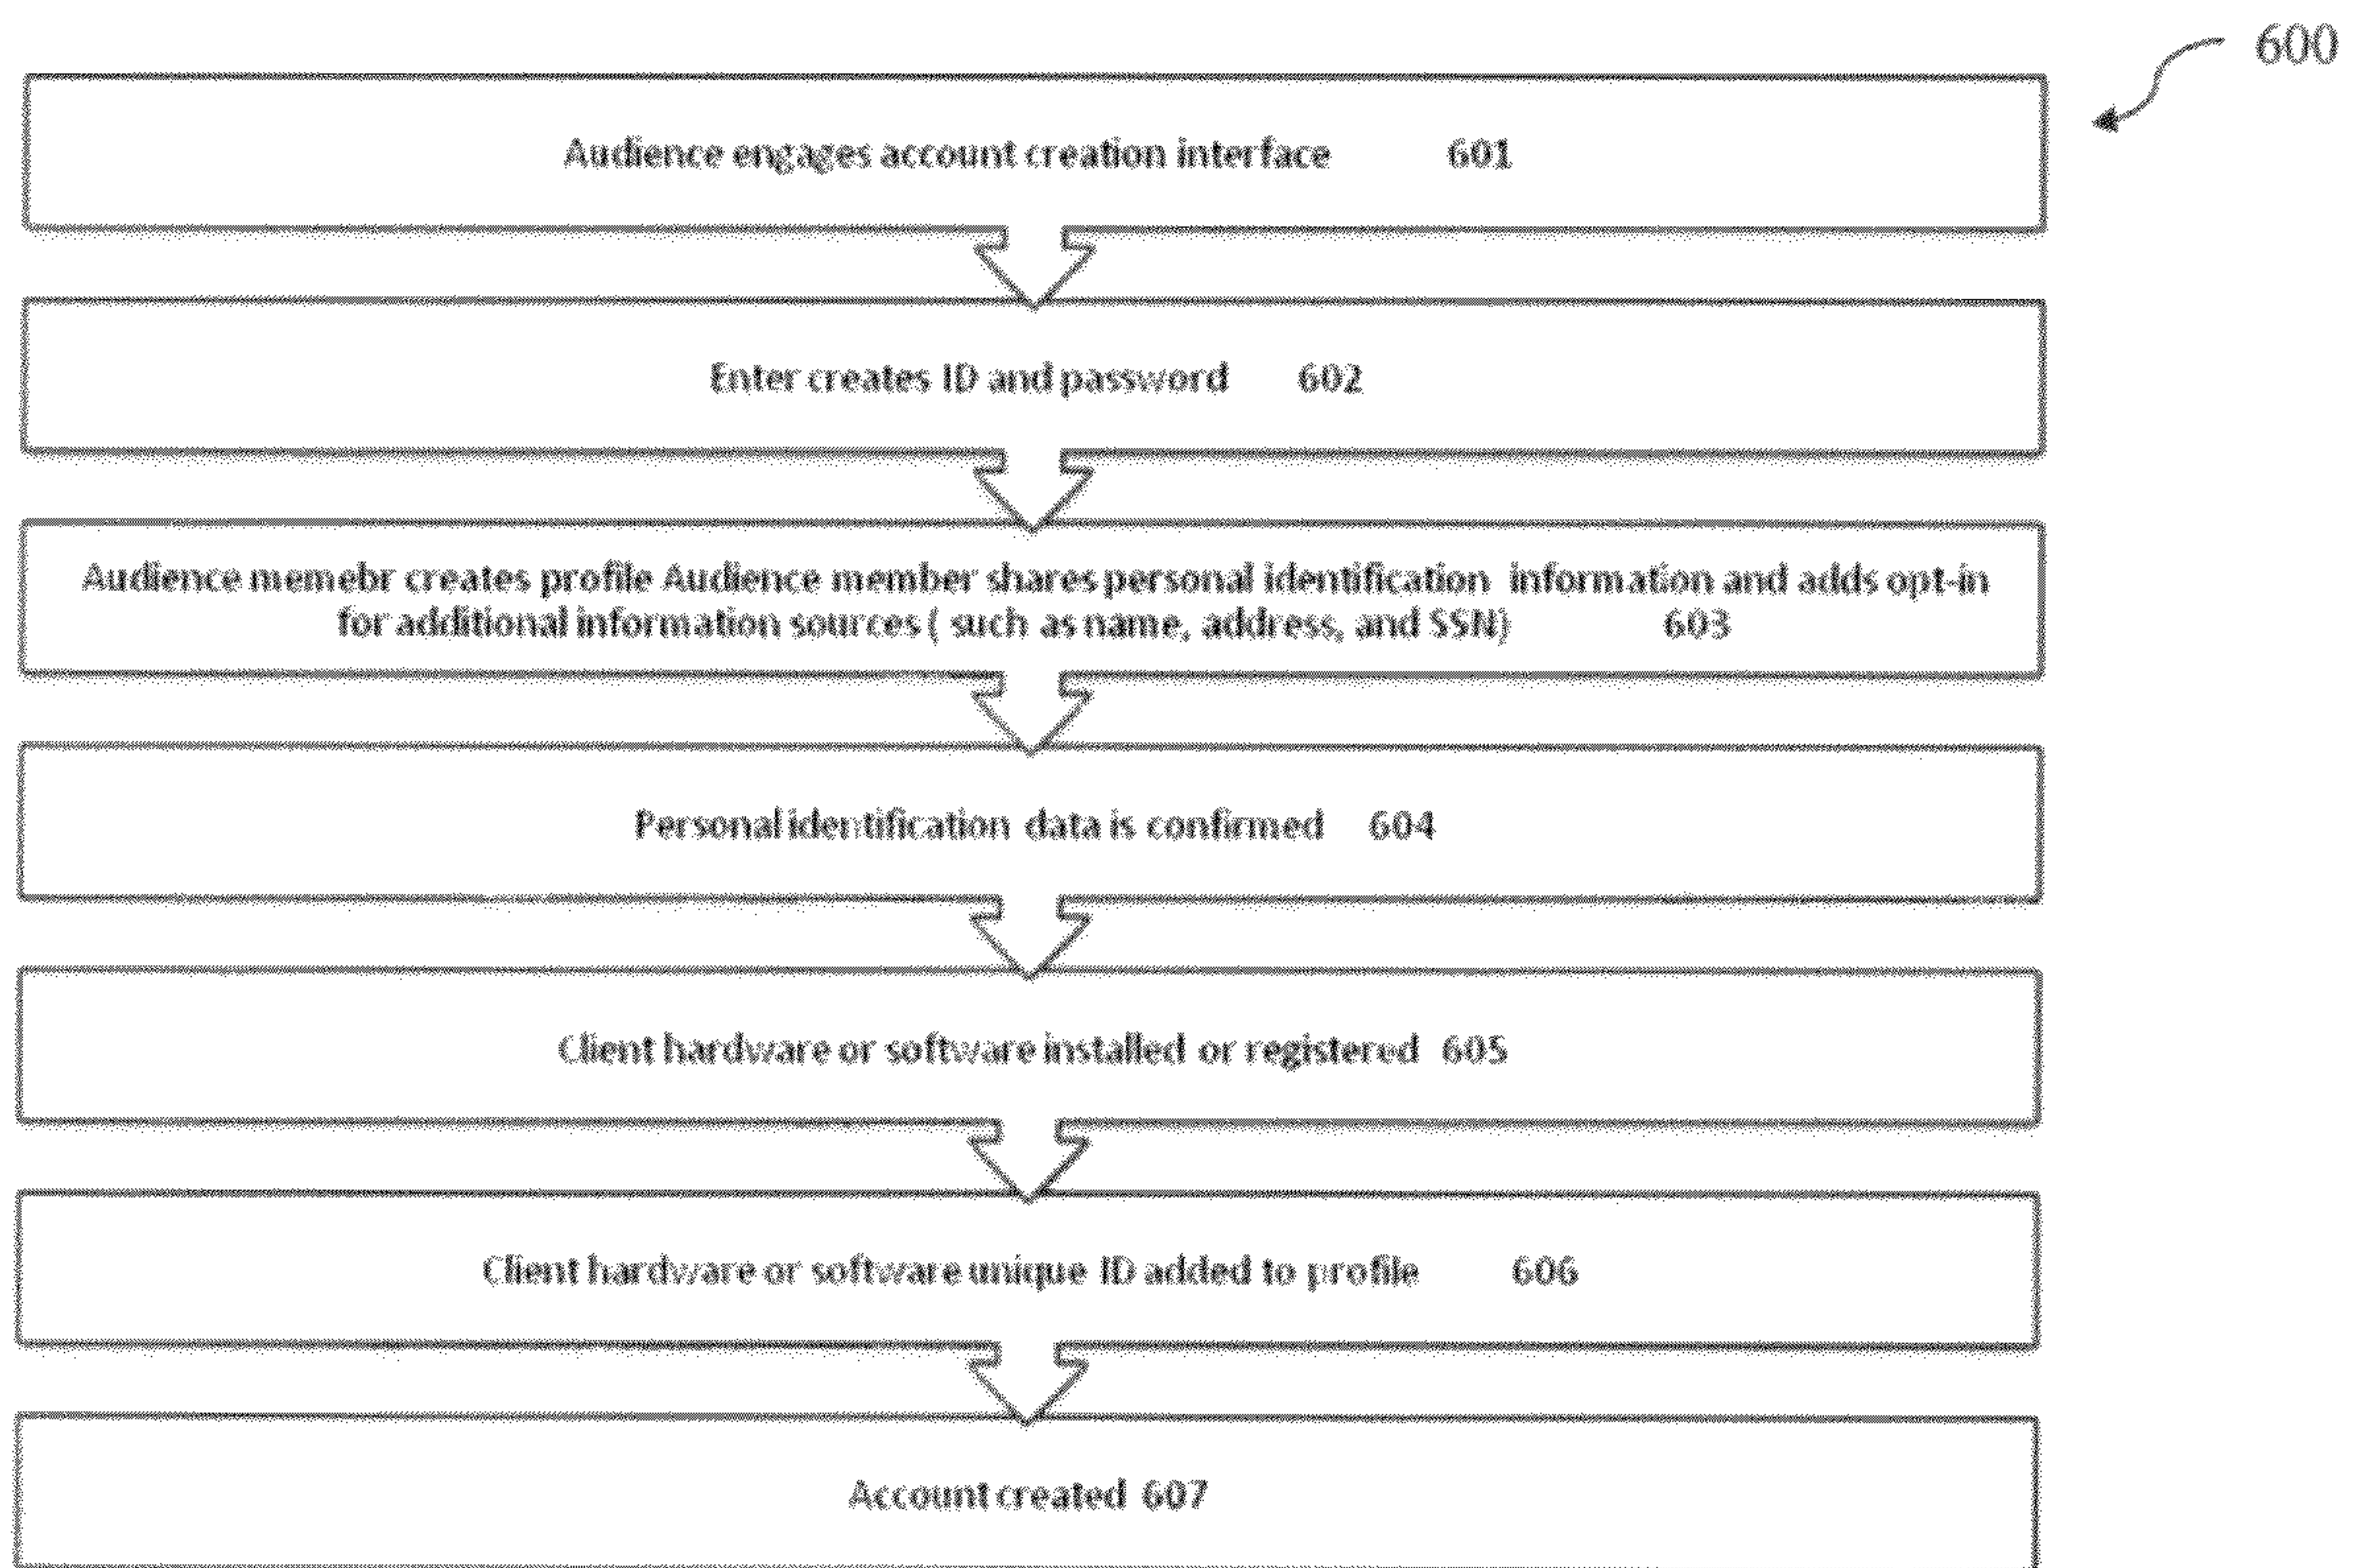 600
Audience engages account creation interface 601
Enter creates ID and password 602
Audience memebr creates profile Audience member shares personal identification information and adds opt-in
for additional information sources ( such as name, address, and SSN) 603
Personal identification data is confirmed 604
Client hardware or software installed or registered 605
Client hardware or software unique ID added to profile 606
Account created 607